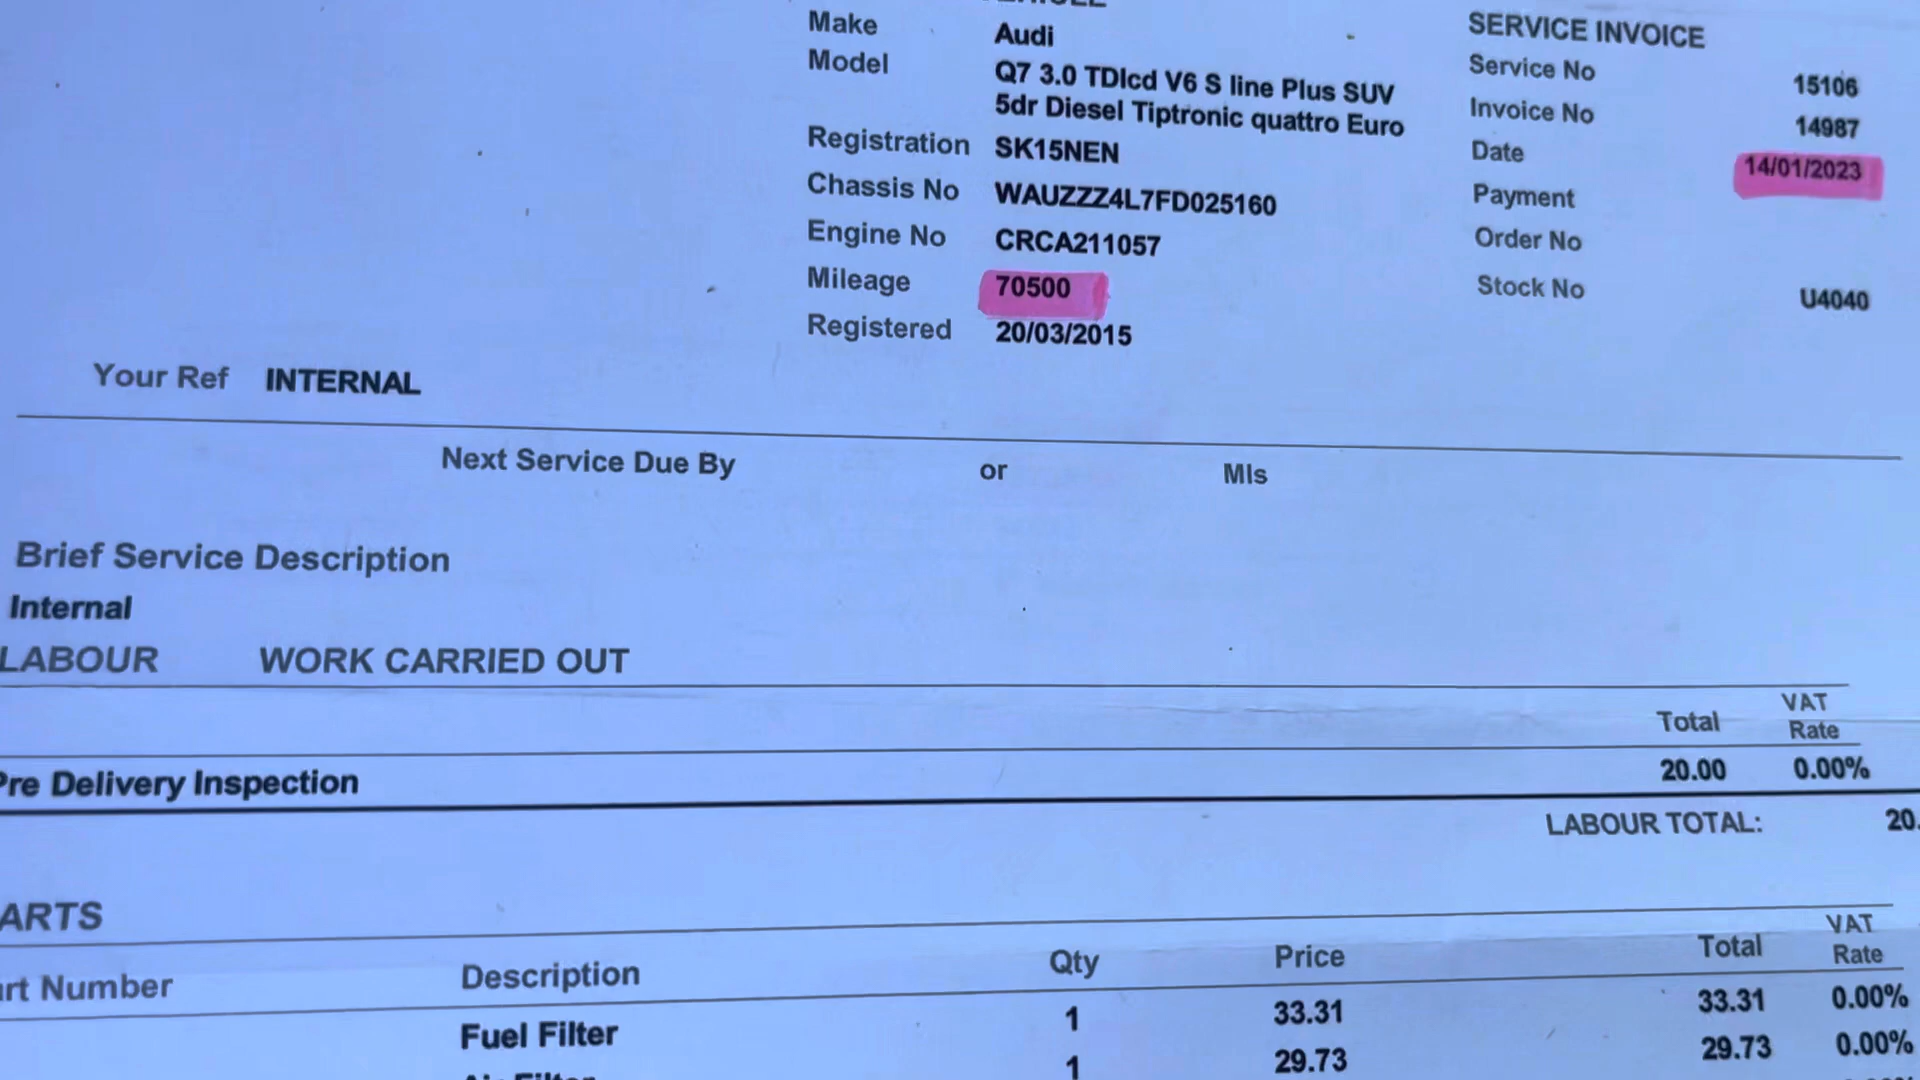 SERVICE INVOICE
Make Audi
Model Q7 3.0 TDIcd V6 S line Plus SUV
5dr Diesel Tiptronic quattro Euro
Registration SK15NEN
Chassis No WAUZZZ4L7FD025160
Engine No CRCA211057
Mileage 70500
Registered 20/03/2015
Service No 15106
Invoice No 14987
Date 14/01/2023
Payment
Order No
Stock No U4040
Your Ref INTERNAL
Next Service Due By or Mls
Brief Service Description
Internal
LABOUR WORK CARRIED OUT
Total VAT Rate
Pre Delivery Inspection 20.00 0.00%
LABOUR TOTAL: 20.
ARTS
art Number Description Qty Price Total VAT Rate
Fuel Filter 1 33.31 33.31 0.00%
1 29.73 29.73 0.00%